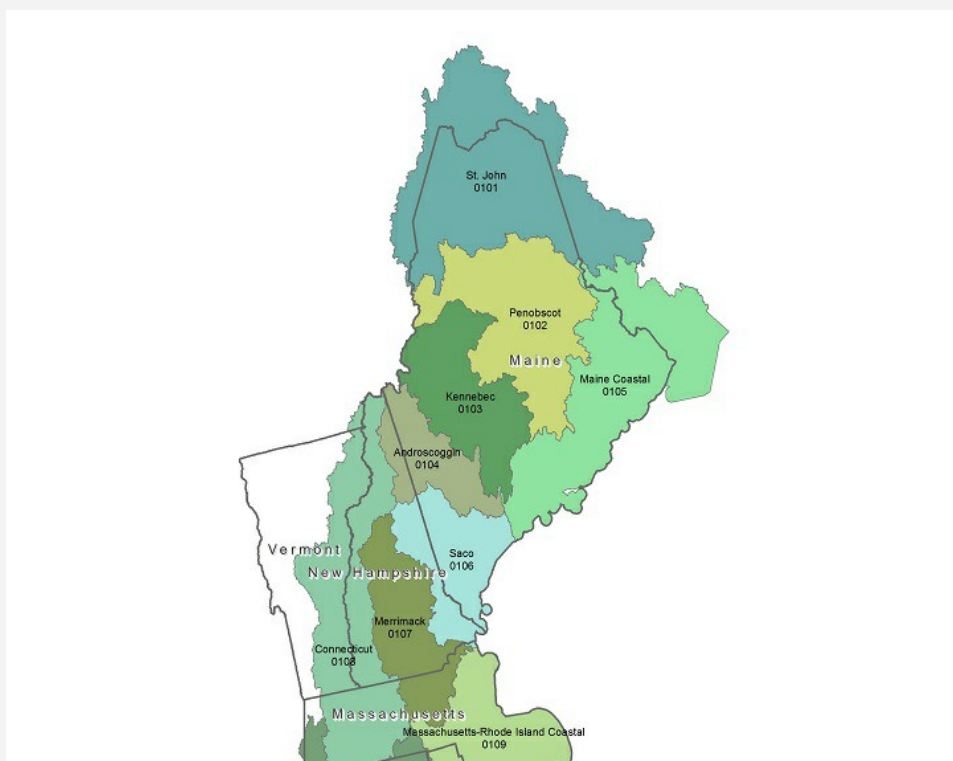 St. John
0101
Penobscot
0102
Maine
Maine Coastal
0105
Kennebec
0103
Androscoggin
0104
Vermont
Saco
0106
New Hampshire
Merrimack
0107
Connecticut
0108
Massachusetts
Massachusetts-Rhode Island Coastal
0109